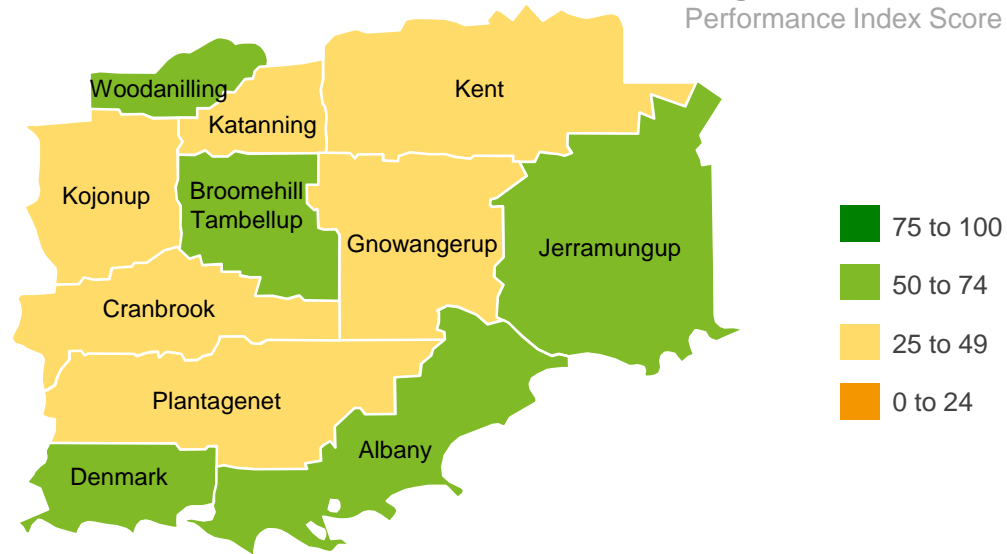 Performance Index Score
Woodanilling
Kent
Katanning
Kojonup
Broomehill
Tambellup
Gnowangerup
Jerramungup
Cranbrook
Plantagenet
Albany
Denmark
75 to 100
50 to 74
25 to 49
0 to 24